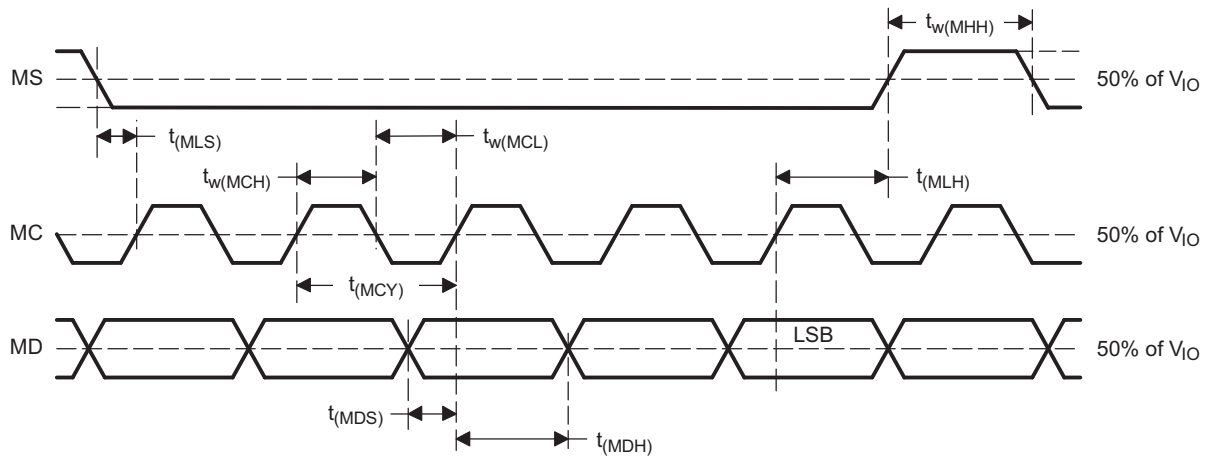 t_w(MHH)
MS
50% of V_IO
t_(MLS)
t_w(MCL)
t_w(MCH)
t_(MLH)
MC
50% of V_IO
t_(MCY)
LSB
MD
50% of V_IO
t_(MDS)
t_(MDH)